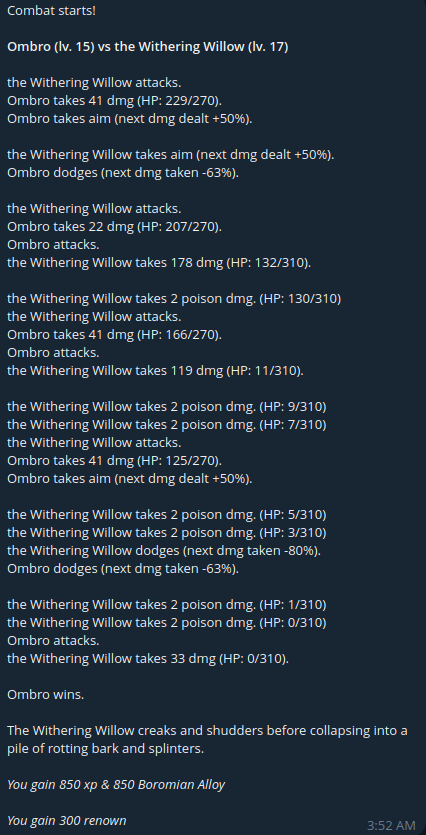 Combat starts!
Ombro (lv. 15) vs the Withering Willow (lv. 17)
the Withering Willow attacks.
Ombro takes 41 dmg (HP: 229/270).
Ombro takes aim (next dmg dealt +50%).
the Withering Willow takes aim (next dmg dealt +50%).
Ombro dodges (next dmg taken -63%).
the Withering Willow attacks.
Ombro takes 22 dmg (HP: 207/270).
Ombro attacks.
the Withering Willow takes 178 dmg (HP: 132/310).
the Withering Willow takes 2 poison dmg. (HP: 130/310)
the Withering Willow attacks.
Ombro takes 41 dmg (HP: 166/270).
Ombro attacks.
the Withering Willow takes 119 dmg (HP: 11/310).
the Withering Willow takes 2 poison dmg. (HP: 9/310)
the Withering Willow takes 2 poison dmg. (HP: 7/310)
the Withering Willow attacks.
Ombro takes 41 dmg (HP: 125/270).
Ombro takes aim (next dmg dealt +50%).
the Withering Willow takes 2 poison dmg. (HP: 5/310)
the Withering Willow takes 2 poison dmg. (HP: 3/310)
the Withering Willow dodges (next dmg taken -80%).
Ombro dodges (next dmg taken -63%).
the Withering Willow takes 2 poison dmg. (HP: 1/310)
the Withering Willow takes 2 poison dmg. (HP: 0/310)
Ombro attacks.
the Withering Willow takes 33 dmg (HP: 0/310).
Ombro wins.
The Withering Willow creaks and shudders before collapsing into a
pile of rotting bark and splinters.
You gain 850 xp & 850 Boromian Alloy
You gain 300 renown
3:52 AM